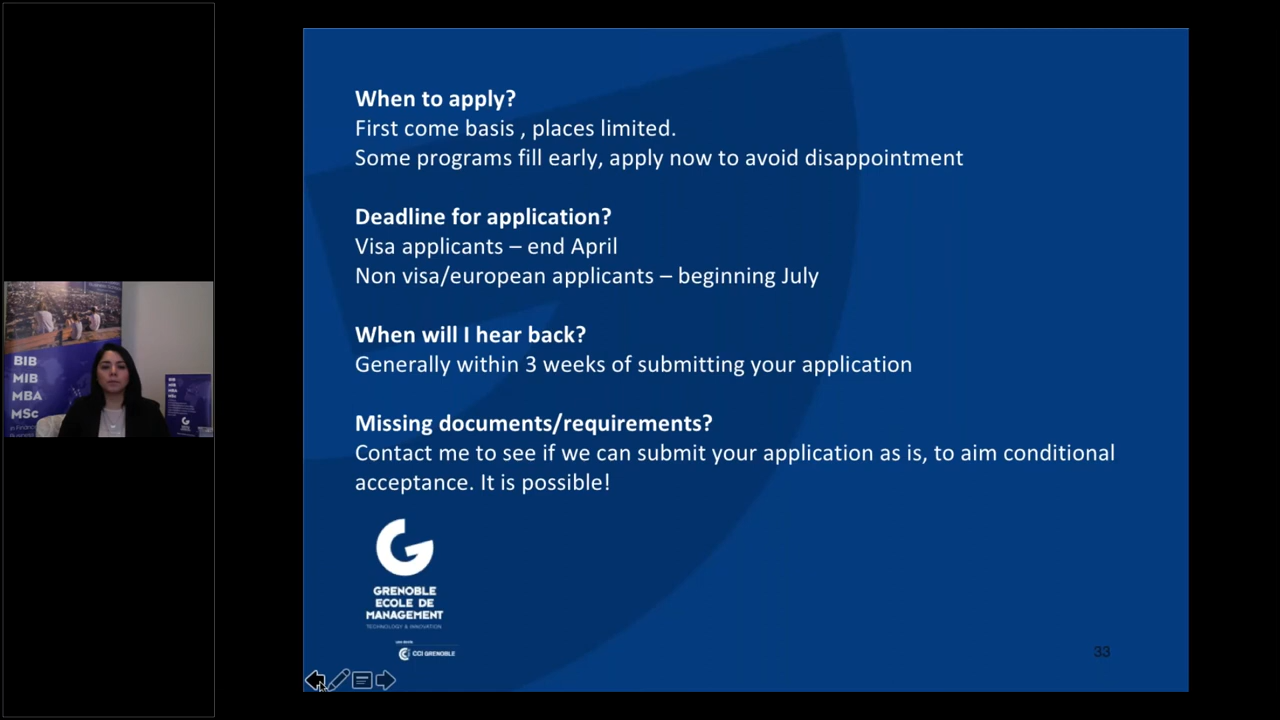 When to apply?
First come basis , places limited.
Some programs fill early, apply now to avoid disappointment
Deadline for application?
Visa applicants – end April
Non visa/european applicants – beginning July
When will I hear back?
Generally within 3 weeks of submitting your application
Missing documents/requirements?
Contact me to see if we can submit your application as is, to aim conditional
acceptance. It is possible!
GRENOBLE
ECOLE DE
MANAGEMENT
TECHNOLOGY & INNOVATION
CCI GRENOBLE
33
BIB
MIB
MBA
MSc